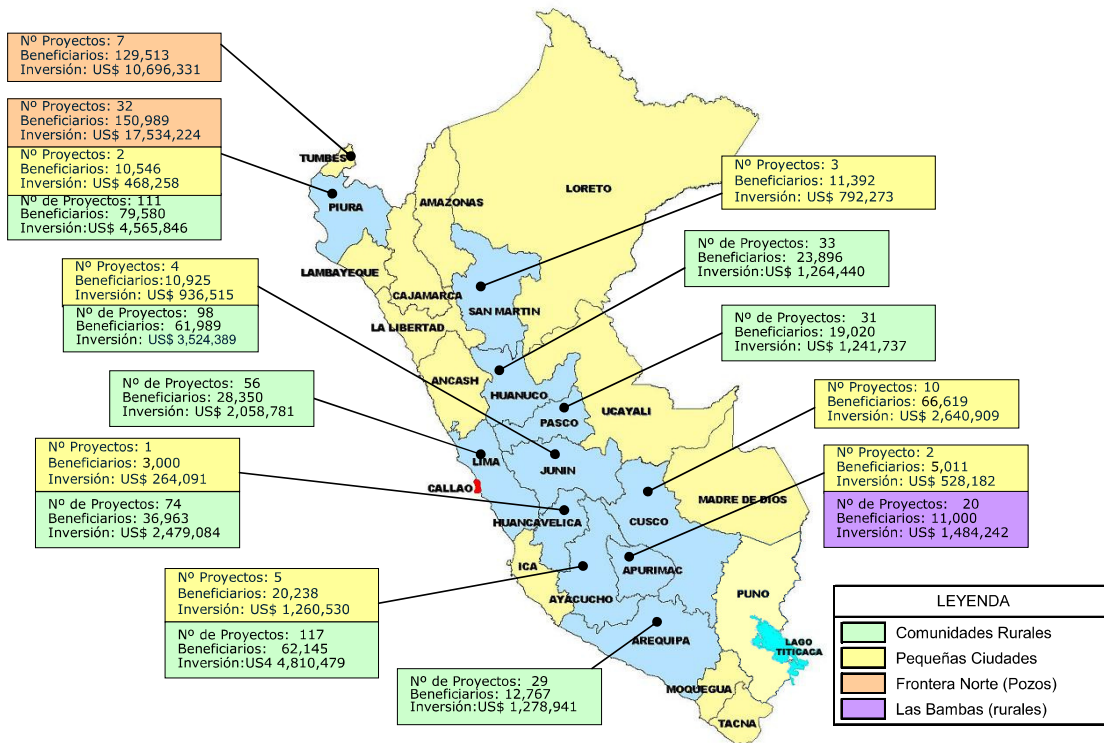 Nº Proyectos: 7
Beneficiarios: 129,513
Inversión: US$ 10,696,331
Nº Proyectos: 32
Beneficiarios: 150,989
Inversión: US$ 17,534,224
Nº Proyectos: 2
Beneficiarios: 10,546
Inversión: US$ 468,258
Nº de Proyectos: 111
Beneficiarios: 79,580
Inversión:US$ 4,565,846
Nº Proyectos: 4
Beneficiarios:10,925
Inversión: US$ 936,515
Nº de Proyectos: 98
Beneficiarios: 61,989
Inversión: US$ 3,524,389
Nº de Proyectos: 56
Beneficiarios: 28,350
Inversión: US$ 2,058,781
Nº Proyectos: 1
Beneficiarios: 3,000
Inversión: US$ 264,091
Nº de Proyectos: 74
Beneficiarios: 36,963
Inversión: US$ 2,479,084
Nº Proyectos: 5
Beneficiarios: 20,238
Inversión: US$ 1,260,530
Nº de Proyectos: 117
Beneficiarios: 62,145
Inversión:US4 4,810,479
Nº de Proyectos: 29
Beneficiarios: 12,767
Inversión:US$ 1,278,941
Nº Proyectos: 3
Beneficiarios: 11,392
Inversión: US$ 792,273
Nº de Proyectos: 33
Beneficiarios: 23,896
Inversión:US$ 1,264,440
Nº de Proyectos: 31
Beneficiarios: 19,020
Inversión: US$ 1,241,737
Nº de Proyectos: 10
Beneficiarios: 66,619
Inversión: US$ 2,640,909
Nº Proyecto: 2
Beneficiarios: 5,011
Inversión: US$ 528,182
Nº de Proyectos: 20
Beneficiarios: 11,000
Inversión: US$ 1,484,242
TUMBES
PIURA
AMAZONAS
LORETO
LAMBAYEQUE
CAJAMARCA
SAN MARTIN
LA LIBERTAD
ANCASH
HUANUCO
PASCO
UCAYALI
LIMA
JUNIN
CALLAO
MADRE DE DIOS
HUANCAVELICA
CUSCO
ICA
APURIMAC
AYACUCHO
PUNO
AREQUIPA
LAGO
TITICACA
MOQUEGUA
TACNA
LEYENDA
Comunidades Rurales
Pequeñas Ciudades
Frontera Norte (Pozos)
Las Bambas (rurales)